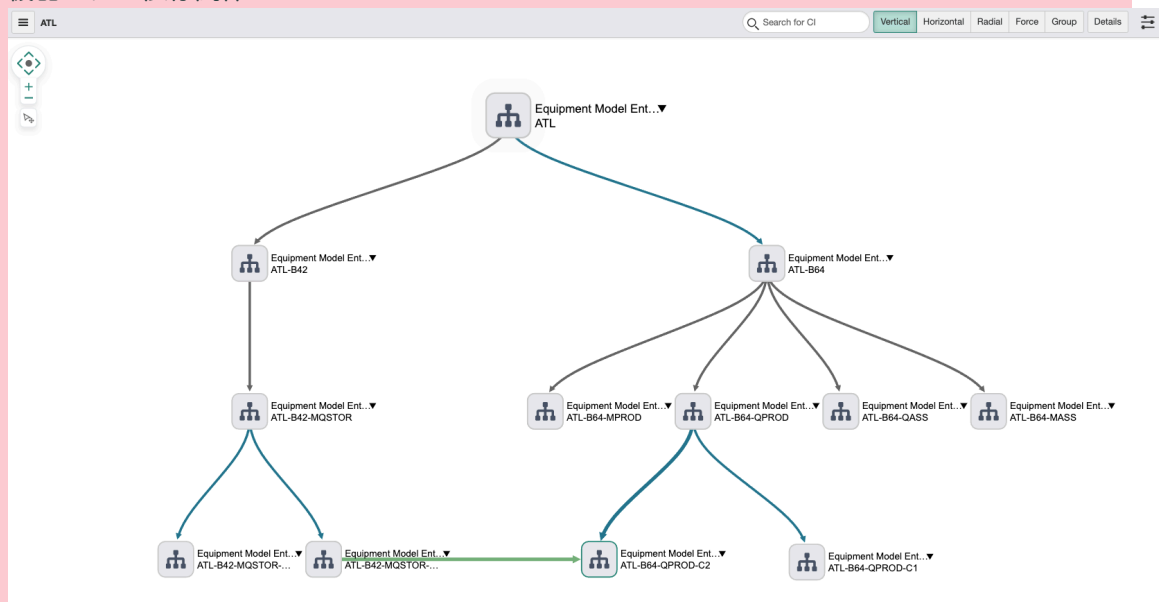 ATL
Search for CI
Vertical
Horizontal
Radial
Force
Group
Details
Equipment Model Ent...
ATL
Equipment Model Ent...
ATL-B42
Equipment Model Ent...
ATL-B64
Equipment Model Ent...
ATL-B42-MQSTOR
Equipment Model Ent...
ATL-B64-MPROD
Equipment Model Ent...
ATL-B64-QPROD
Equipment Model Ent...
ATL-B64-QASS
Equipment Model Ent...
ATL-B64-MASS
Equipment Model Ent...
ATL-B42-MQSTOR-...
Equipment Model Ent...
ATL-B42-MQSTOR-...
Equipment Model Ent...
ATL-B64-QPROD-C2
Equipment Model Ent...
ATL-B64-QPROD-C1